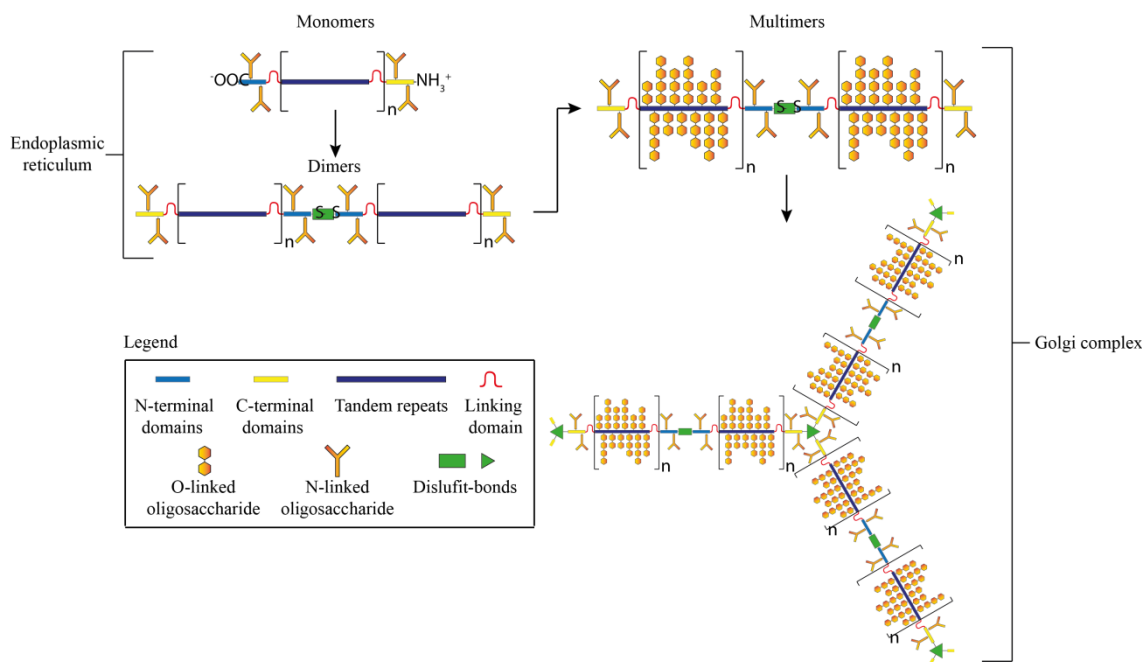 Monomers
Multimers
⁻OOC
NH₃⁺
n
Endoplasmic
reticulum
Dimers
S S
n
n
S S
n
n
Golgi complex
n
n
n
n
n
n
Legend
N-terminal
domains
C-terminal
domains
Tandem repeats
Linking
domain
O-linked
oligosaccharide
N-linked
oligosaccharide
Dislufit-bonds